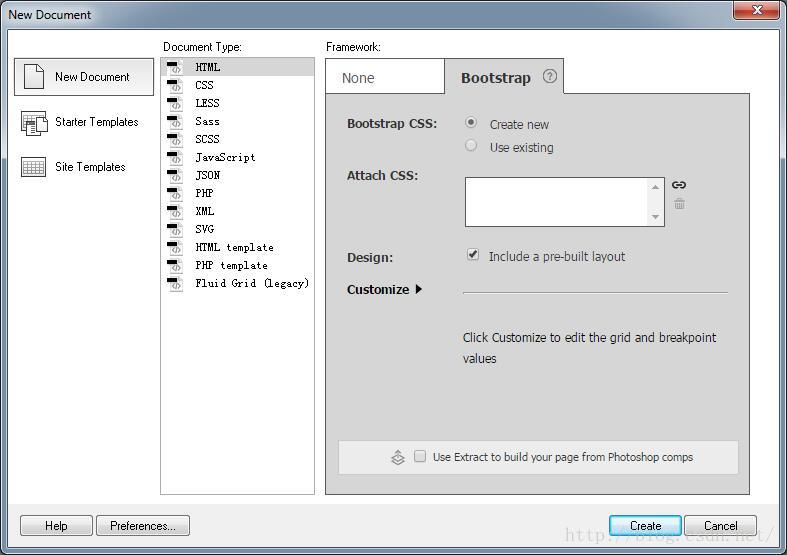 New Document
Document Type:
Framework:
New Document
Starter Templates
Site Templates
HTML
CSS
LESS
Sass
SCSS
JavaScript
JSON
PHP
XML
SVG
HTML template
PHP template
Fluid Grid (legacy)
None
Bootstrap ?
Bootstrap CSS:
Create new
Use existing
Attach CSS:
Design:
Include a pre-built layout
Customize
Click Customize to edit the grid and breakpoint
values
Use Extract to build your page from Photoshop comps
Help
Preferences...
Create
Cancel
http://blog.csdn.net/